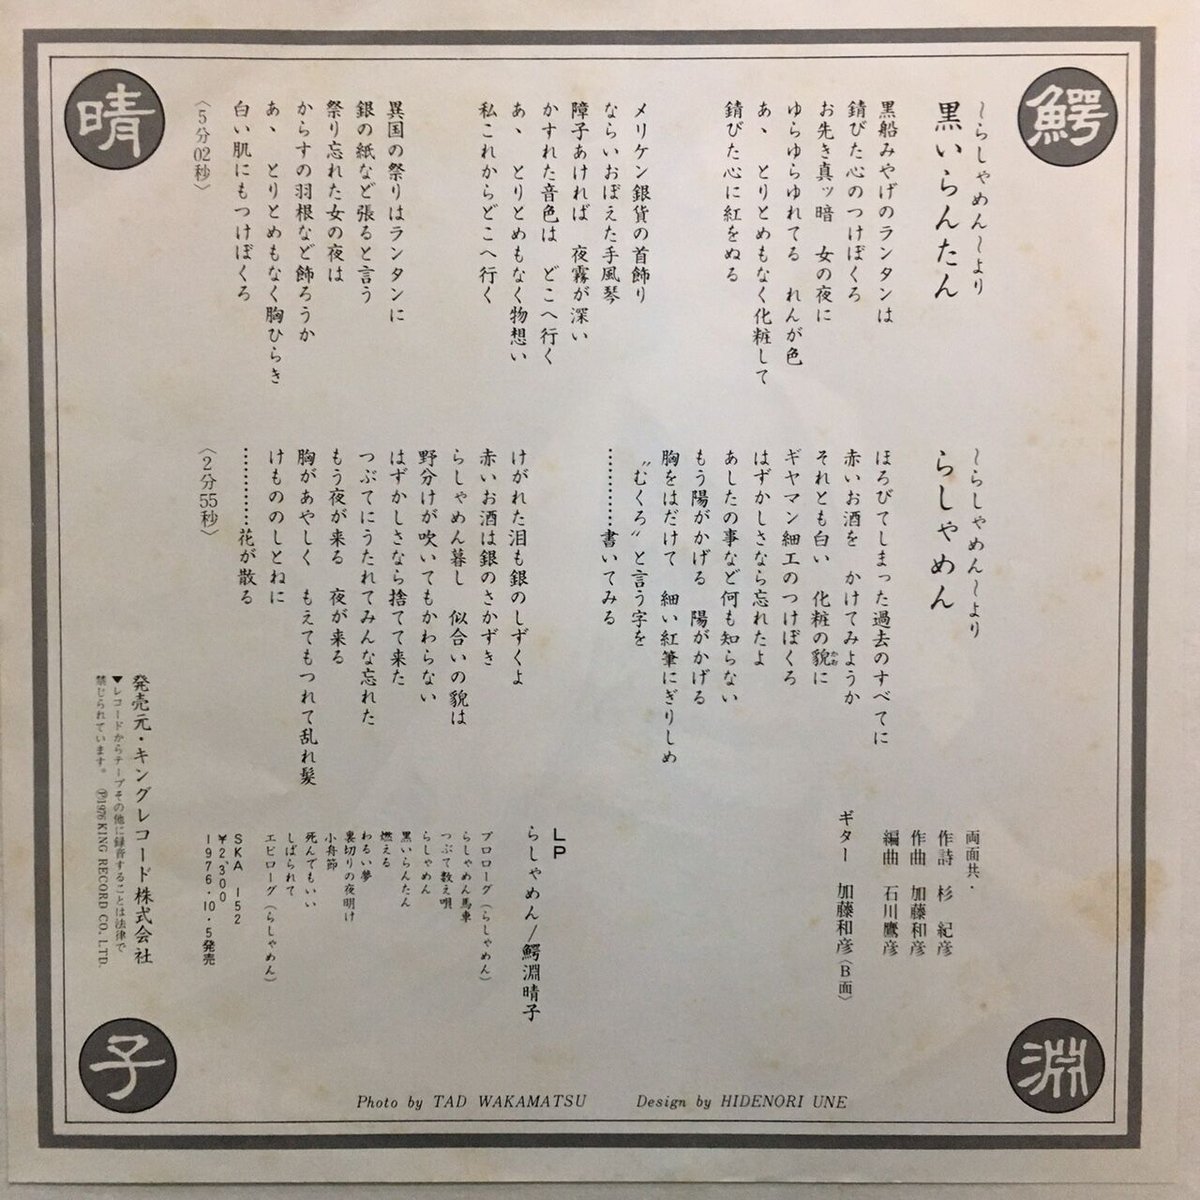 鰐
淵
晴
子
～らしゃめん～より
黒いらんたん
黒船みやげのランタンは
錆びた心のつけぼくろ
お先き真ッ暗　女の夜に
ゆらゆらゆれてる　れんが色
あゝ　とりとめもなく化粧して
錆びた心に紅をぬる
メリケン銀貨の首飾り
ならいおぼえた手風琴
障子あければ　夜霧が深い
かすれた音色は　どこへ行く
あゝ　とりとめもなく物想い
私これからどこへ行く
異国の祭りはランタンに
銀の紙など張ると言う
祭り忘れた女の夜は
からすの羽根など飾ろうか
あゝ　とりとめもなく胸ひらき
白い肌にもつけぼくろ
〈5分02秒〉
～らしゃめん～より
らしゃめん
ほろびてしまった過去のすべてに
赤いお酒を　かけてみようか
それとも白い　化粧の貌に
かお
ギヤマン細工のつけぼくろ
はずかしさなら忘れたよ
あしたの事など何も知らない
もう陽がかげる　陽がかげる
胸をはだけて　細い紅筆にぎりしめ
〝むくろ〟と言う字を
…………書いてみる
けがれた泪も銀のしずくよ
赤いお酒は銀のさかずき
らしゃめん暮し　似合いの貌は
野分けが吹いてもかわらない
はずかしさなら捨てて来た
つぶてにうたれてみんな忘れた
もう夜が来る　夜が来る
胸があやしく　もえてもつれて乱れ髪
けもののしとねに
…………花が散る
〈2分55秒〉
両面共・
作詩　杉　紀彦
作曲　加藤和彦
編曲　石川鷹彦
ギター　加藤和彦〈B面〉
LP
らしゃめん/鰐淵晴子
プロローグ（らしゃめん）
らしゃめん馬車
つぶて数え唄
らしゃめん
黒いらんたん
燃える
わるい夢
裏切りの夜明け
小舟節
死んでもいい
しばられて
エピローグ（らしゃめん）
SKA 152
¥2,300
1976・10・5発売
発売元・キングレコード株式会社
▼レコードからテープその他に録音することは法律で
禁じられています。 Ⓟ1976 KING RECORD CO. LTD.
Photo by TAD WAKAMATSU
Design by HIDENORI UNE